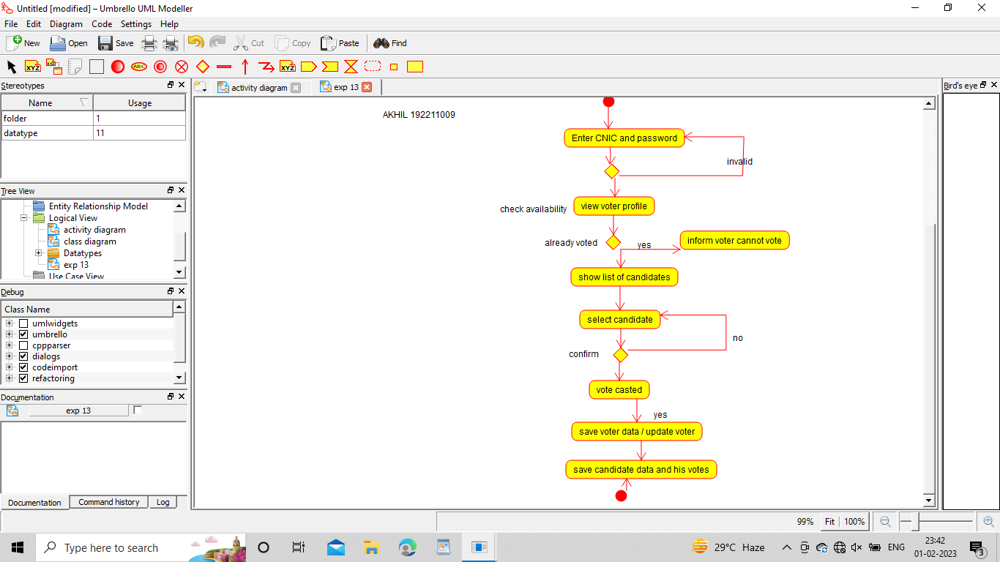 Untitled [modified] – Umbrello UML Modeller
File Edit Diagram Code Settings Help
New Open Save Cut Copy Paste Find
XYZ XYZ ABC XYZ
Stereotypes
Name Usage
folder 1
datatype 11
Tree View
Entity Relationship Model
Logical View
activity diagram
class diagram
Datatypes
exp 13
Use Case View
Debug
Class Name
umlwidgets
umbrello
cppparser
dialogs
codeimport
refactoring
Documentation
exp 13
Documentation Command history Log
activity diagram exp 13
AKHIL 192211009
Enter CNIC and password
invalid
check availability
view voter profile
already voted
yes
inform voter cannot vote
show list of candidates
select candidate
no
confirm
vote casted
yes
save voter data / update voter
save candidate data and his votes
Bird's eye
99% Fit 100%
Type here to search
29°C Haze
ENG
23:42
01-02-2023
3